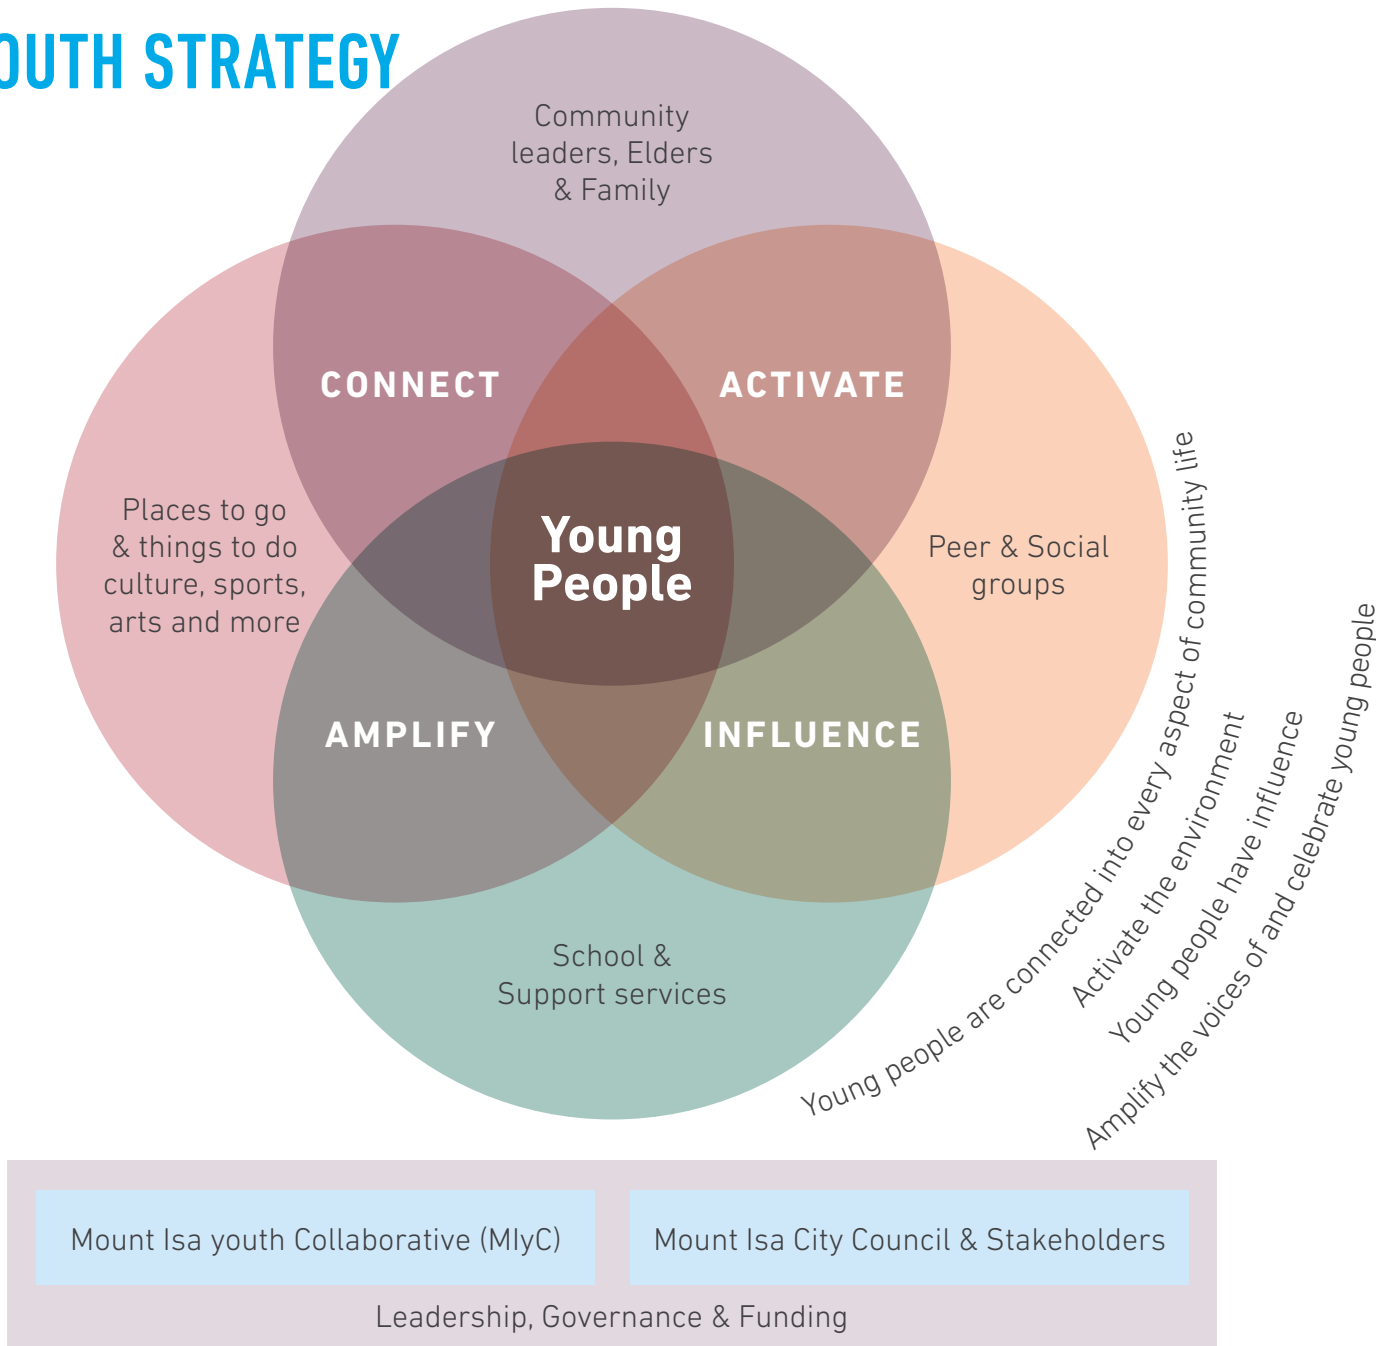 OUTH STRATEGY
Community
leaders, Elders
& Family
CONNECT
ACTIVATE
Places to go
& things to do
culture, sports,
arts and more
Young
People
Peer & Social
groups
AMPLIFY
INFLUENCE
School &
Support services
Young people are connected into every aspect of community life
Activate the environment
Young people have influence
Amplify the voices of and celebrate young people
Mount Isa youth Collaborative (MIyC)
Mount Isa City Council & Stakeholders
Leadership, Governance & Funding